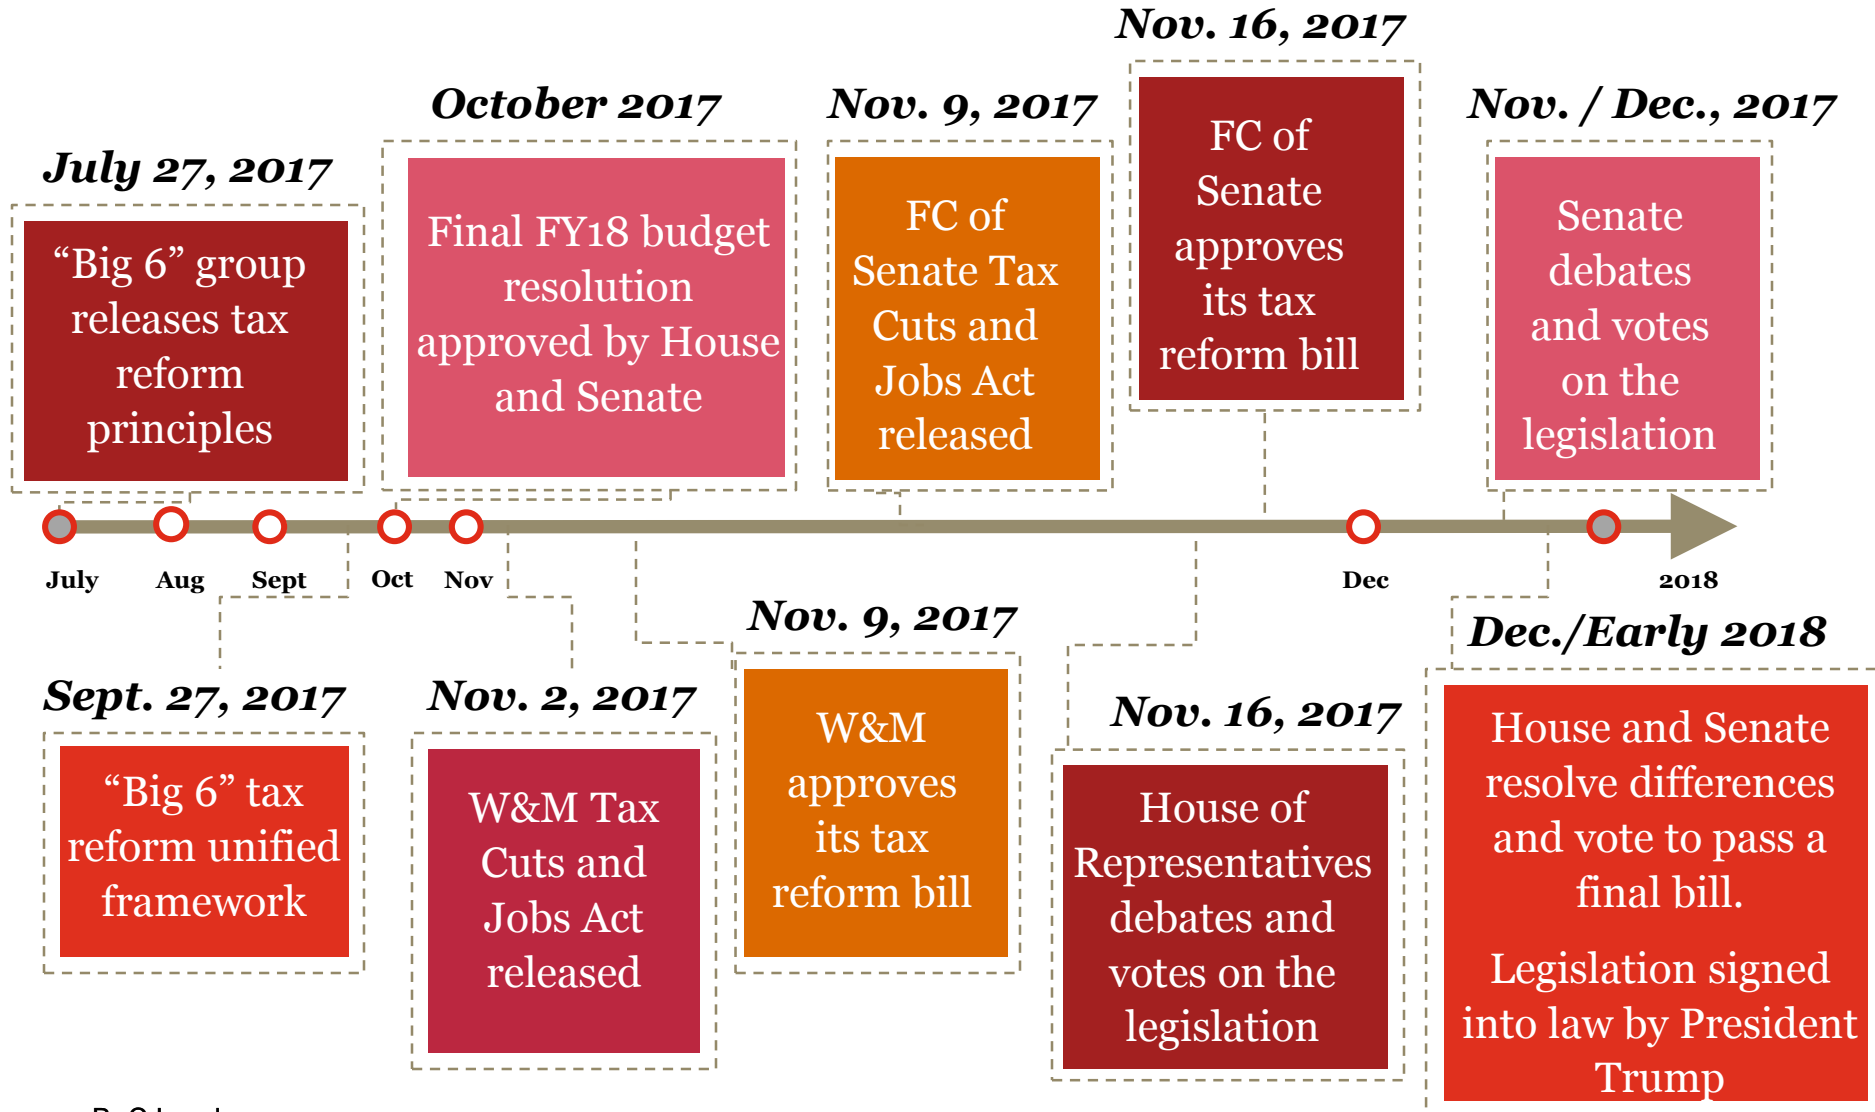 Nov. 16, 2017
FC of
Senate
approves
its tax
reform bill
October 2017
Final FY18 budget
resolution
approved by House
and Senate
Nov. 9, 2017
FC of
Senate Tax
Cuts and
Jobs Act
released
Nov. / Dec., 2017
Senate
debates
and votes
on the
legislation
July 27, 2017
“Big 6” group
releases tax
reform
principles
July
Aug
Sept
Oct
Nov
Dec
2018
Sept. 27, 2017
“Big 6” tax
reform unified
framework
Nov. 2, 2017
W&M Tax
Cuts and
Jobs Act
released
Nov. 9, 2017
W&M
approves
its tax
reform bill
Nov. 16, 2017
House of
Representatives
debates and
votes on the
legislation
Dec./Early 2018
House and Senate
resolve differences
and vote to pass a
final bill.
Legislation signed
into law by President
Trump